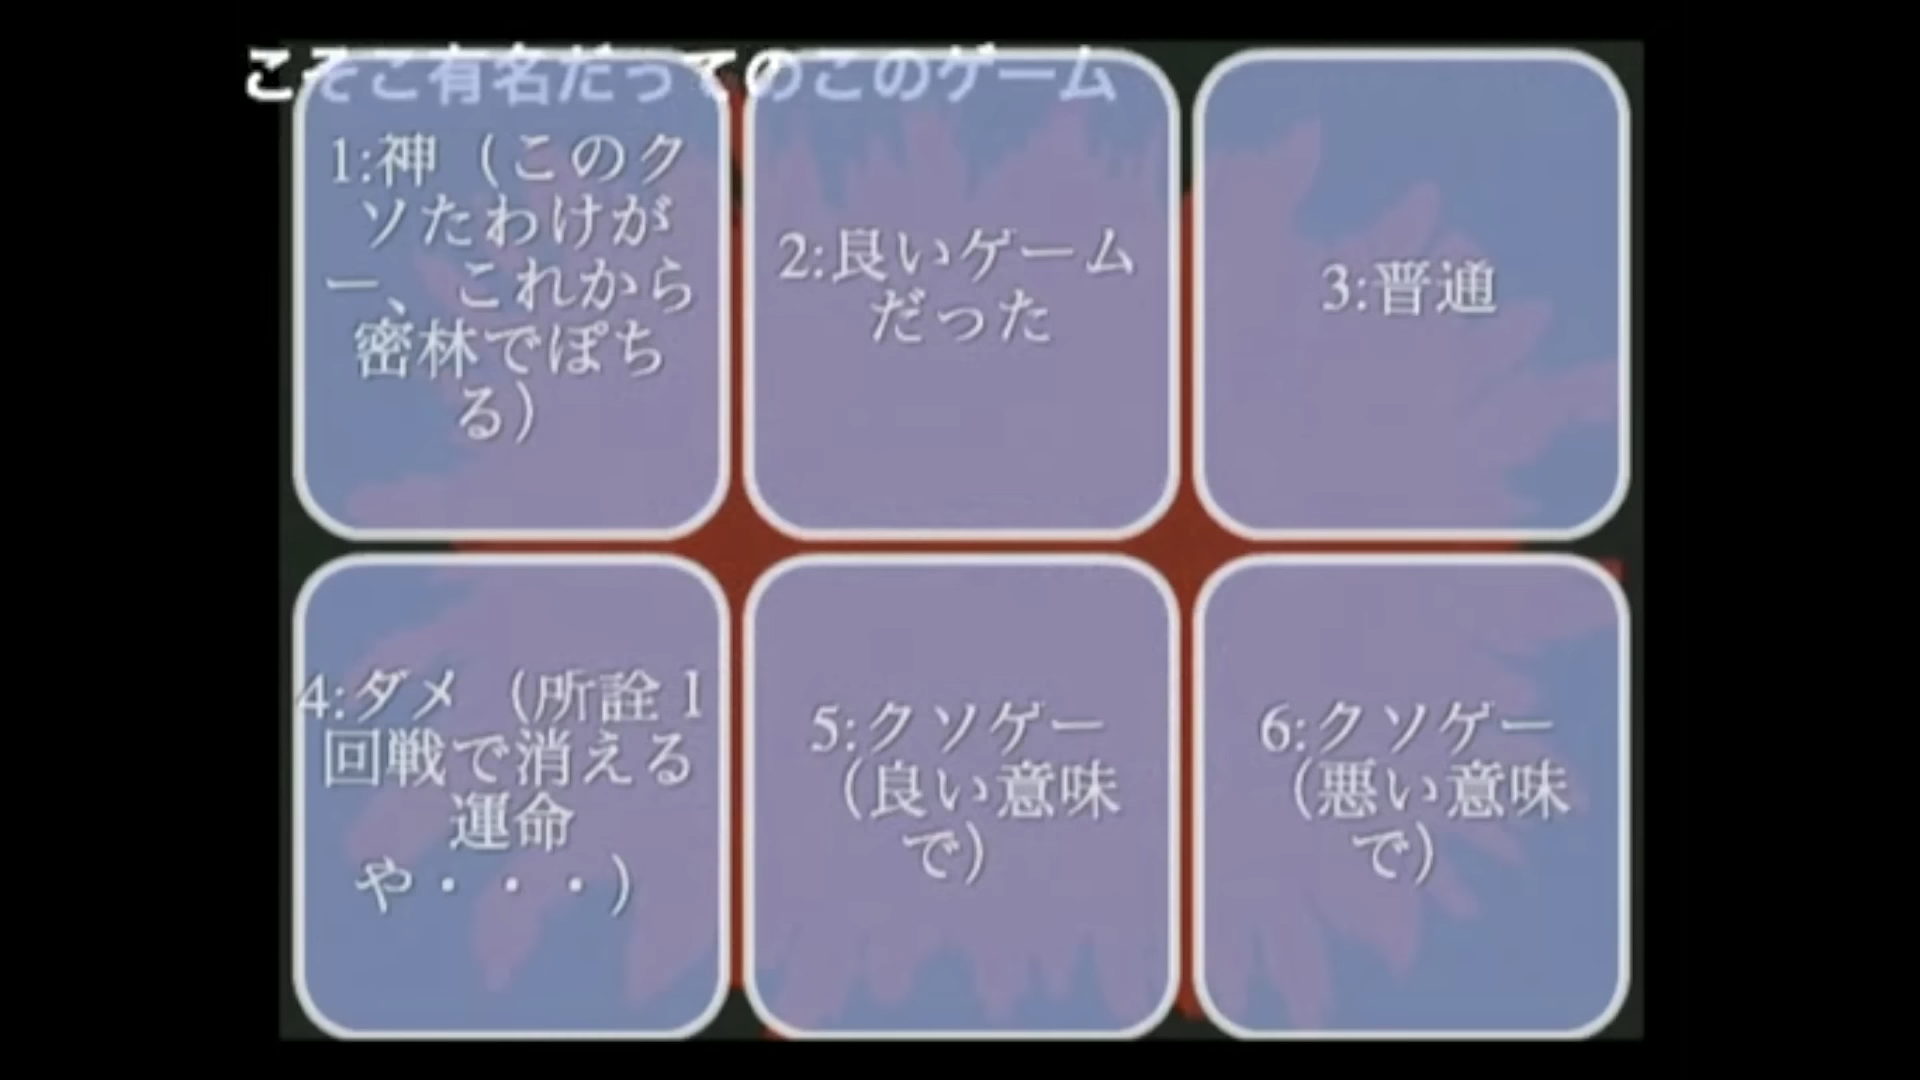 こそこ有名だってのこのゲーム
1:神（このク
ソたわけが
ー、これから
密林でぽち
る）
2:良いゲーム
だった
3:普通
4:ダメ（所詮１
回戦で消える
運命
や・・・）
5:クソゲー
（良い意味
で）
6:クソゲー
（悪い意味
で）